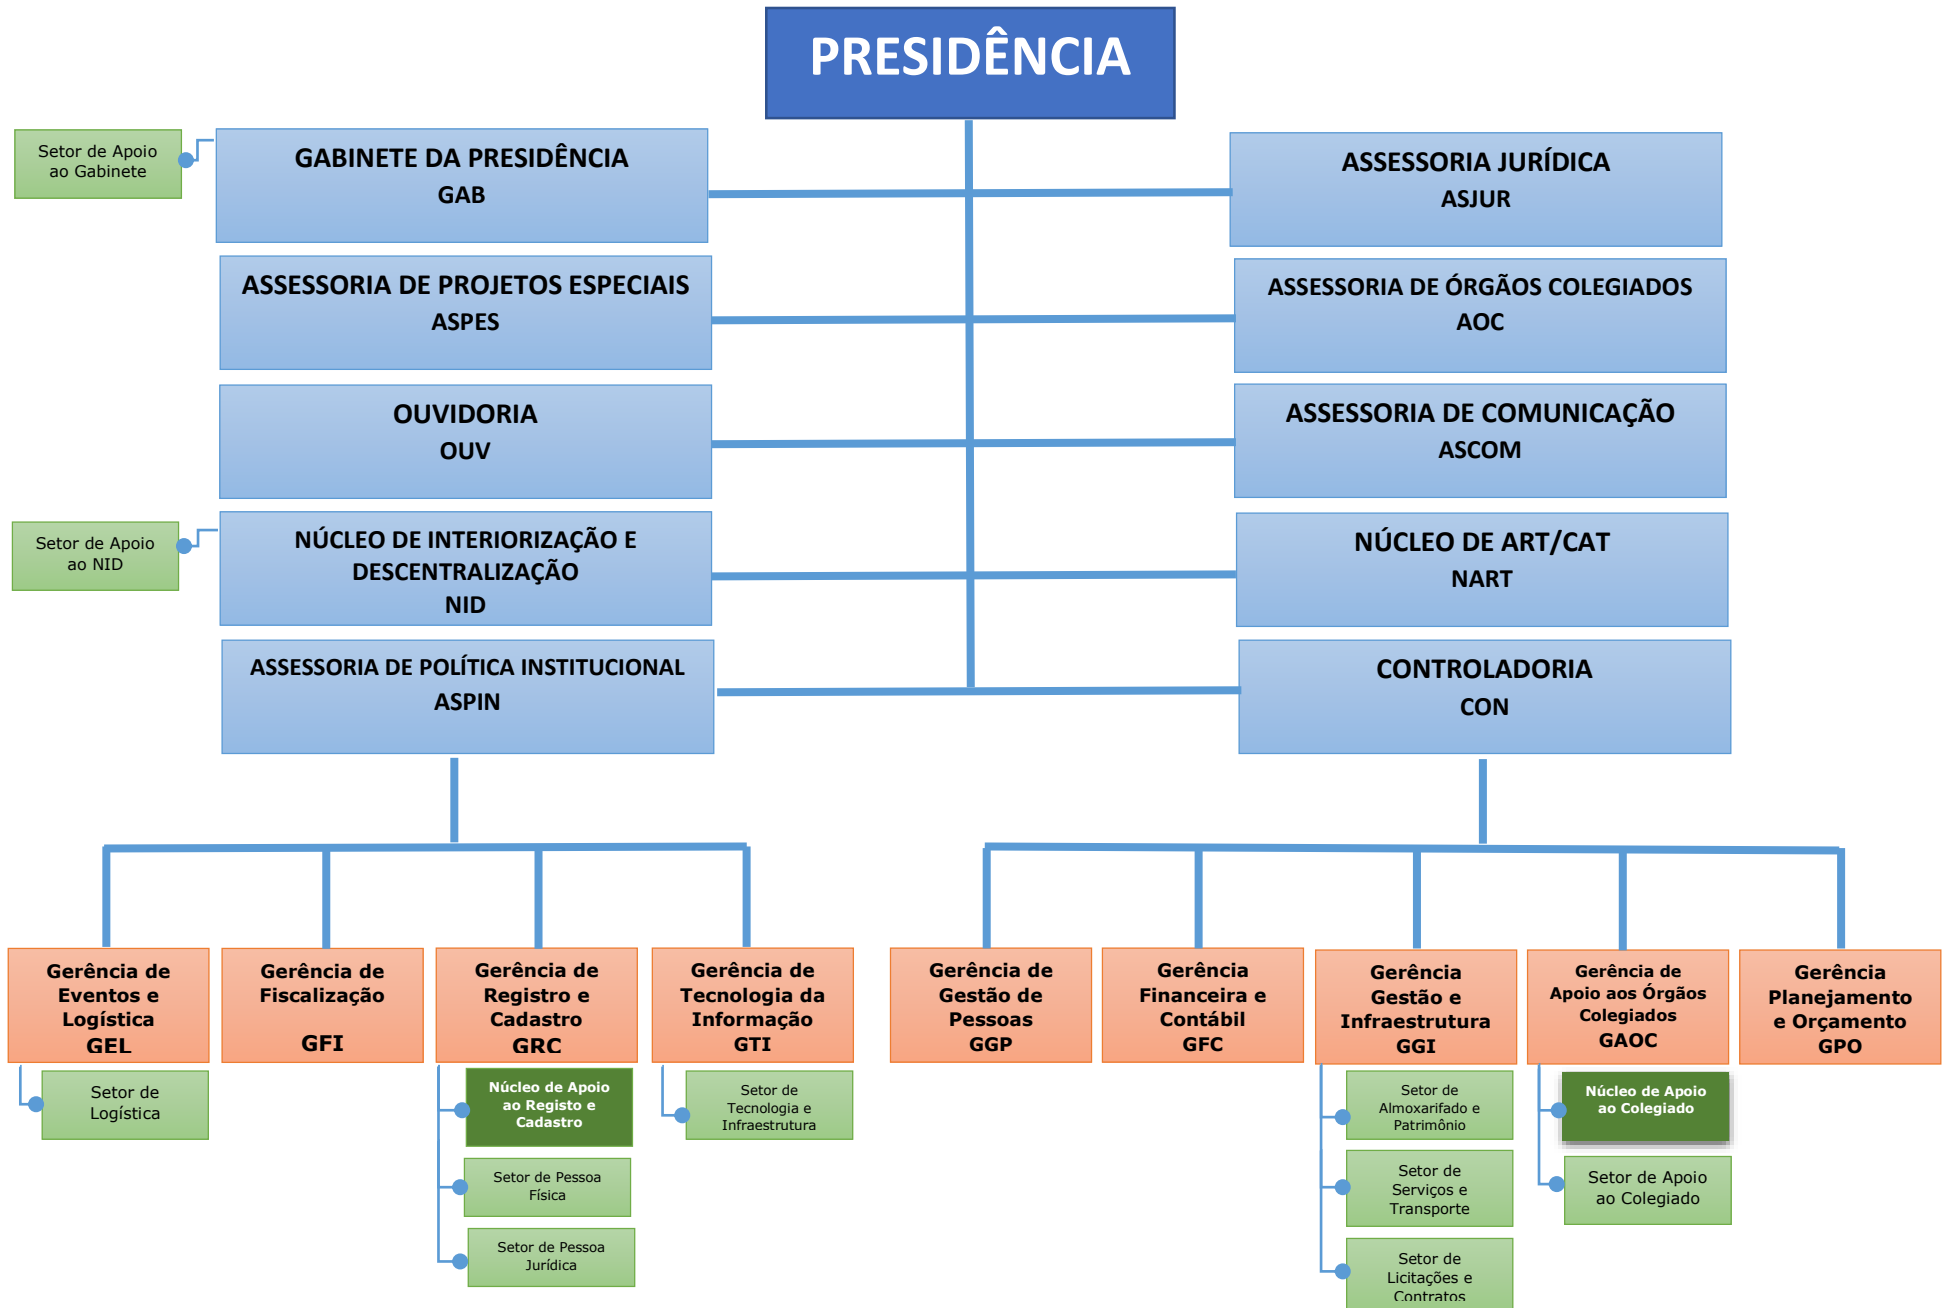 PRESIDÊNCIA
Setor de Apoio
ao Gabinete
GABINETE DA PRESIDÊNCIA
GAB
ASSESSORIA JURÍDICA
ASJUR
ASSESSORIA DE PROJETOS ESPECIAIS
ASPES
ASSESSORIA DE ÓRGÃOS COLEGIADOS
AOC
OUVIDORIA
OUV
ASSESSORIA DE COMUNICAÇÃO
ASCOM
Setor de Apoio
ao NID
NÚCLEO DE INTERIORIZAÇÃO E
DESCENTRALIZAÇÃO
NID
NÚCLEO DE ART/CAT
NART
ASSESSORIA DE POLÍTICA INSTITUCIONAL
ASPIN
CONTROLADORIA
CON
Gerência de
Eventos e
Logística
GEL
Gerência de
Fiscalização
GFI
Gerência de
Registro e
Cadastro
GRC
Gerência de
Tecnologia da
Informação
GTI
Gerência de
Gestão de
Pessoas
GGP
Gerência
Financeira e
Contábil
GFC
Gerência
Gestão e
Infraestrutura
GGI
Gerência de
Apoio aos Órgãos
Colegiados
GAOC
Gerência
Planejamento
e Orçamento
GPO
Setor de
Logística
Núcleo de Apoio
ao Registo e
Cadastro
Setor de Pessoa
Física
Setor de Pessoa
Jurídica
Setor de
Tecnologia e
Infraestrutura
Setor de
Almoxarifado e
Patrimônio
Setor de
Serviços e
Transporte
Setor de
Licitações e
Contratos
Núcleo de Apoio
ao Colegiado
Setor de Apoio
ao Colegiado